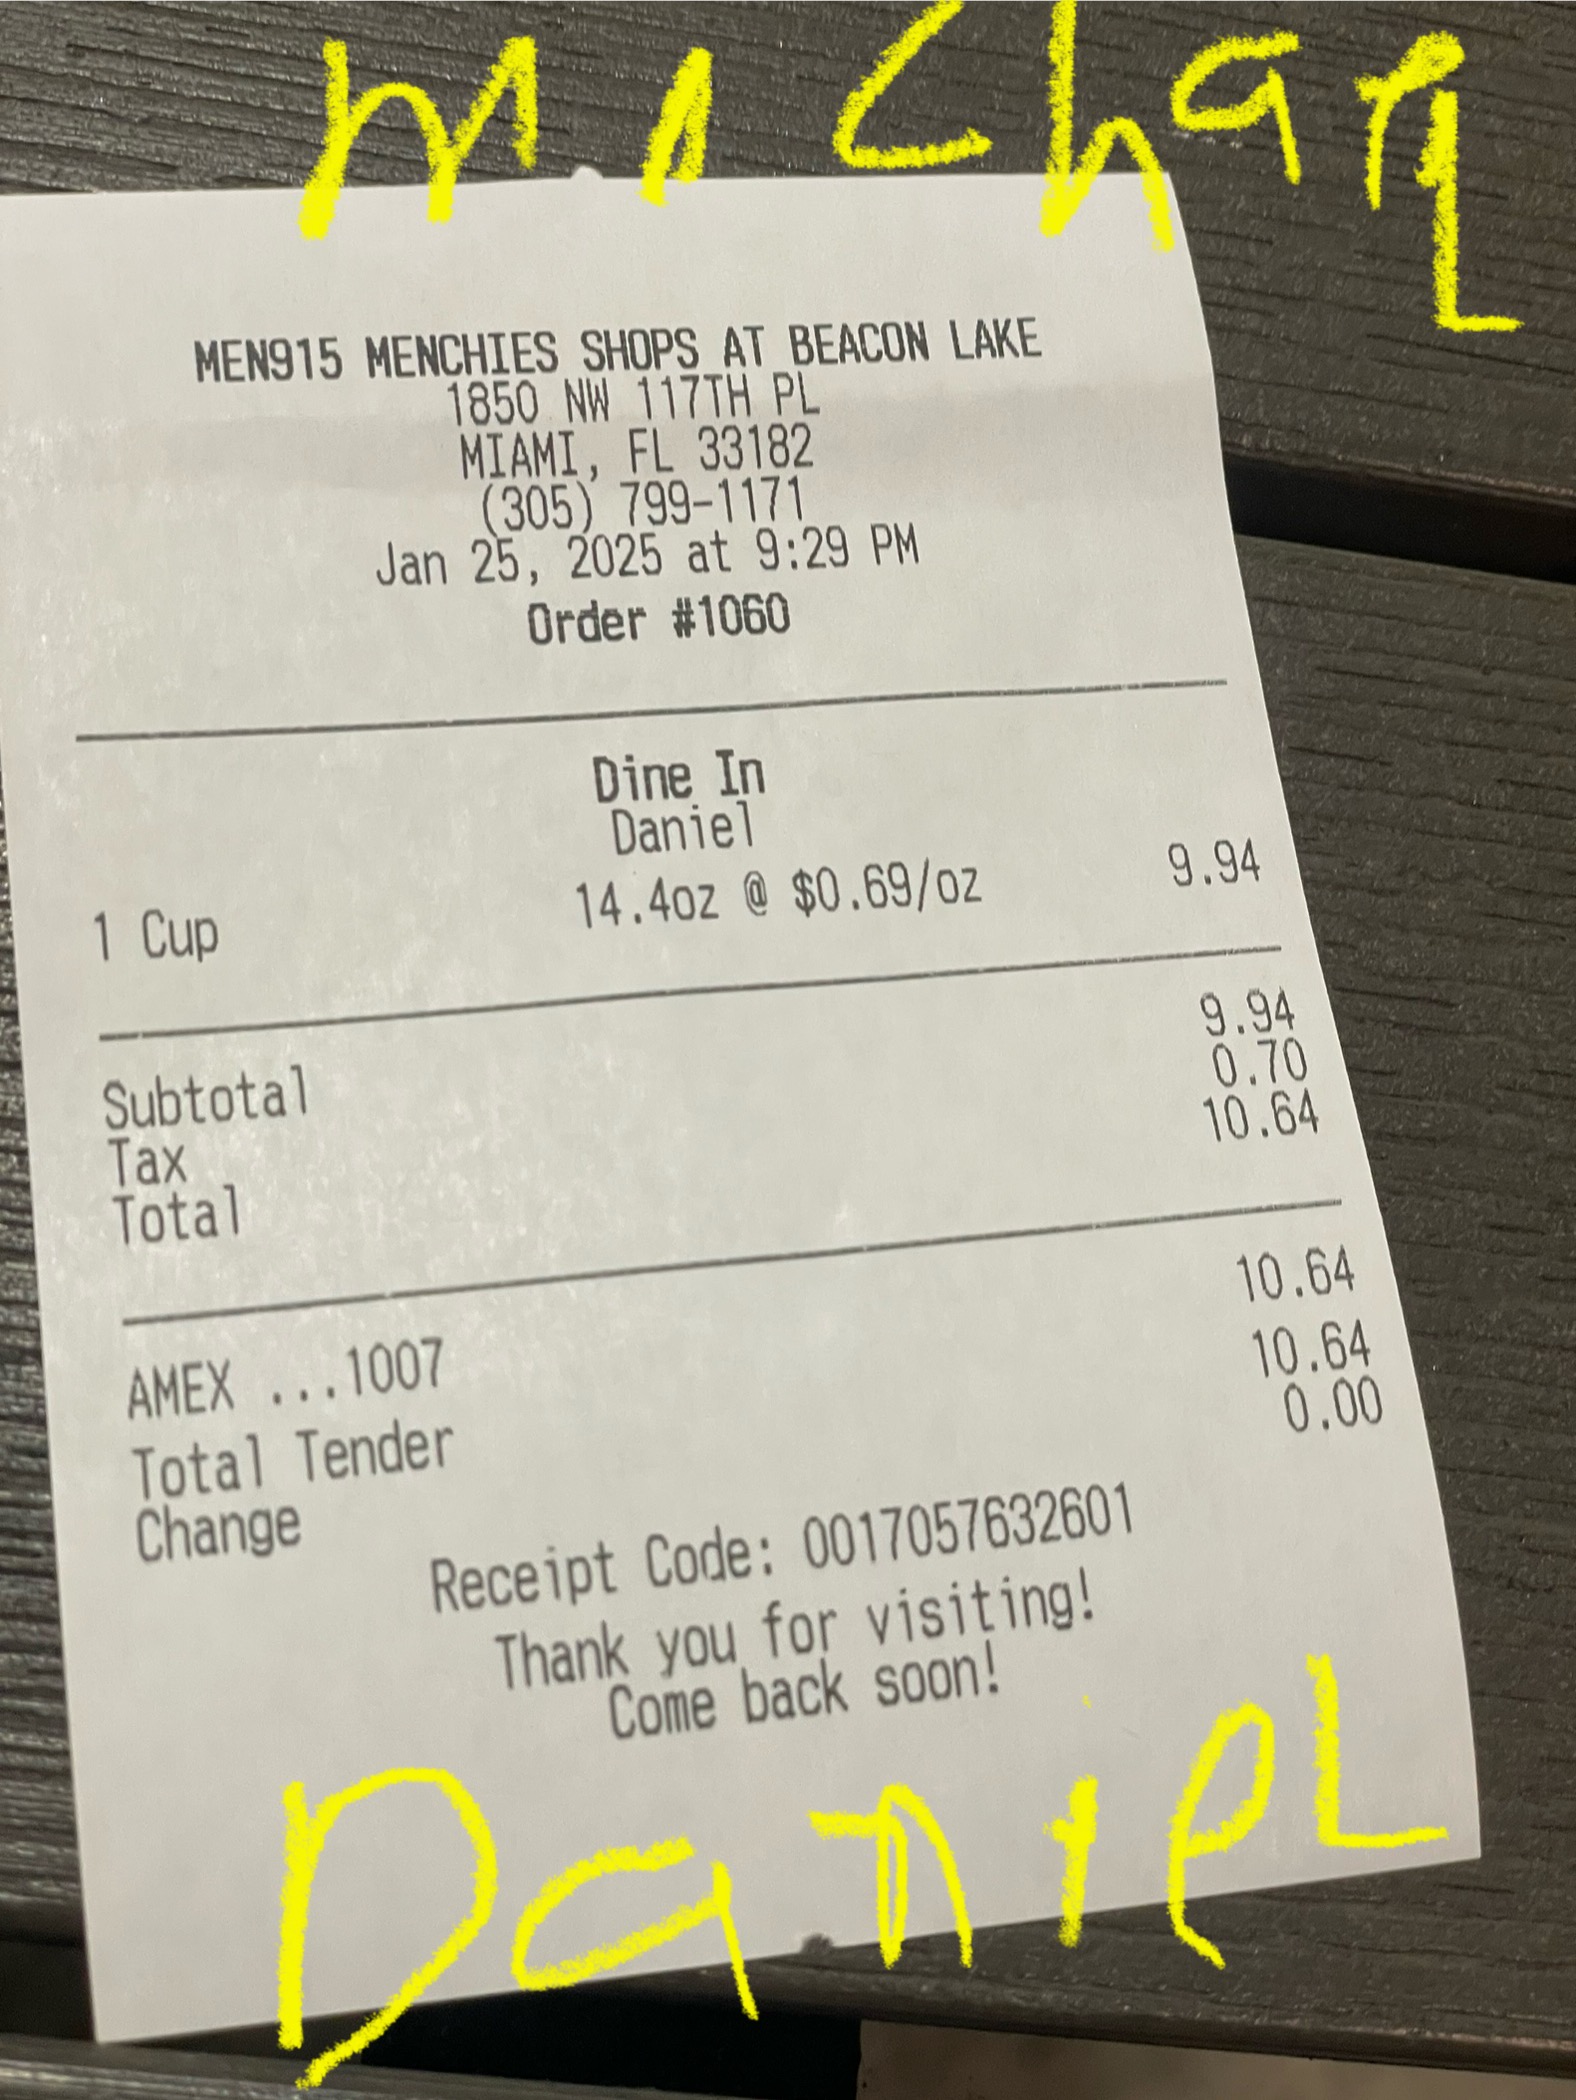 MiChael
MEN915 MENCHIES SHOPS AT BEACON LAKE
1850 NW 117TH PL
MIAMI, FL 33182
(305) 799-1171
Jan 25, 2025 at 9:29 PM
Order #1060
Dine In
Daniel
1 Cup 14.4oz @ $0.69/oz 9.94
Subtotal 9.94
Tax 0.70
Total 10.64
AMEX ...1007 10.64
Total Tender 10.64
Change 0.00
Receipt Code: 0017057632601
Thank you for visiting!
Come back soon!
DanieL